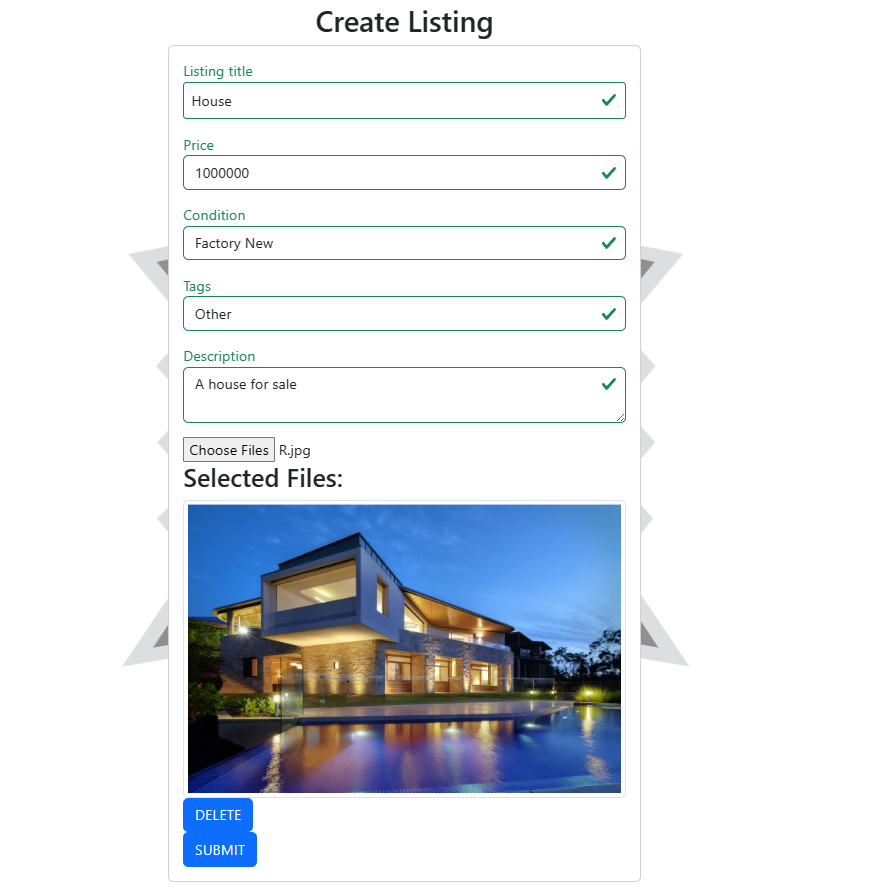 Create Listing
Listing title
House
Price
1000000
Condition
Factory New
Tags
Other
Description
A house for sale
Choose Files R.jpg
Selected Files:
DELETE
SUBMIT